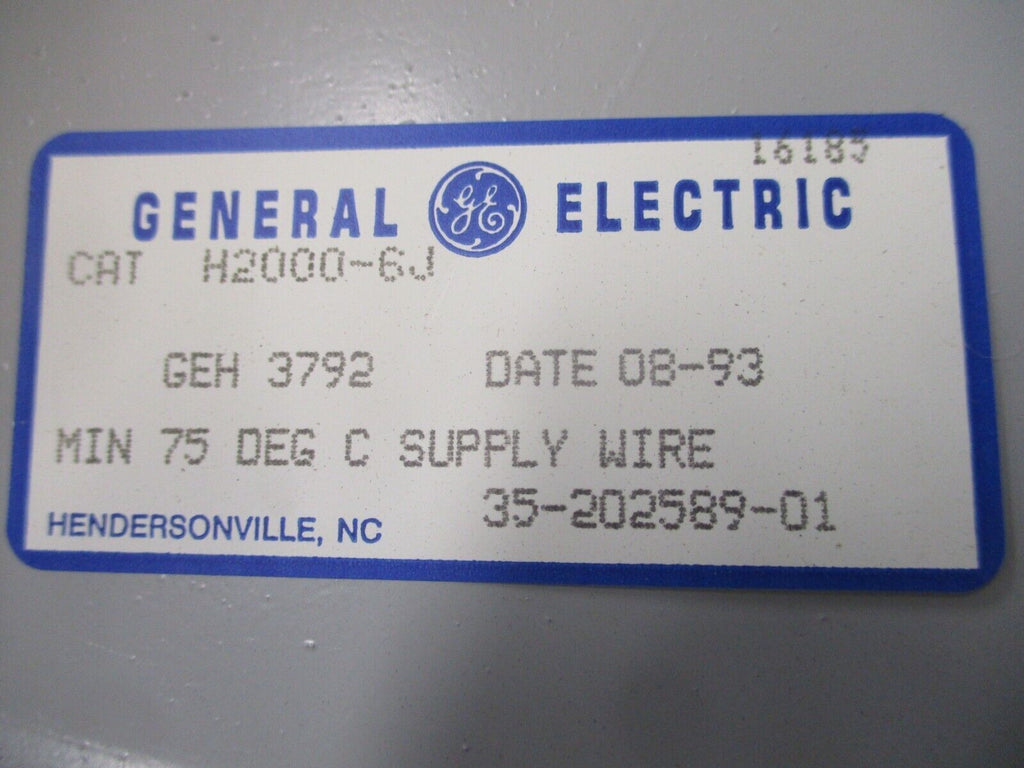 16185
GENERAL GE ELECTRIC
CAT H2000-6J
GEH 3792 DATE 08-93
MIN 75 DEG C SUPPLY WIRE
35-202589-01
HENDERSONVILLE, NC